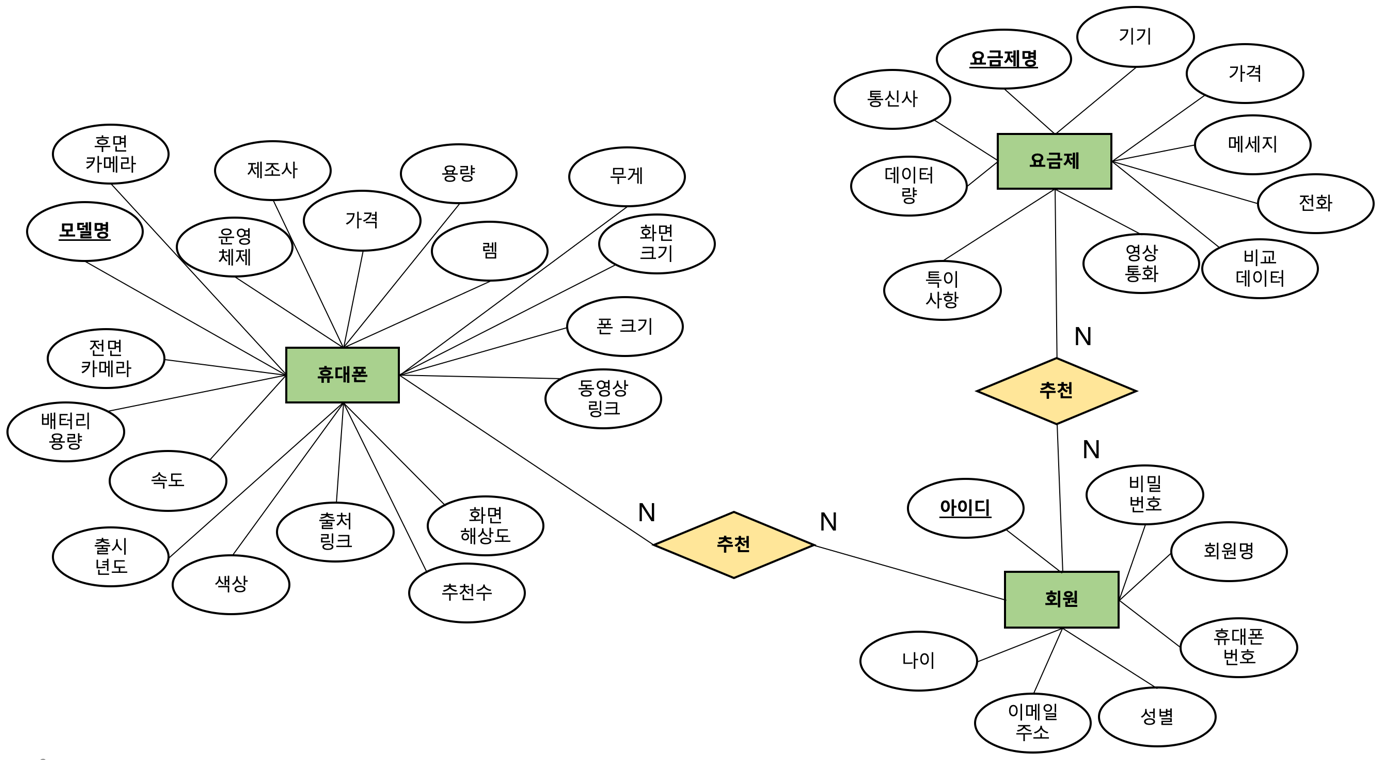 기기
요금제명
가격
통신사
메세지
요금제
데이터
량
전화
영상
통화
비교
데이터
특이
사항
후면
카메라
제조사
용량
무게
모델명
가격
운영
체제
렘
화면
크기
폰 크기
전면
카메라
휴대폰
동영상
링크
배터리
용량
속도
출시
년도
색상
출처
링크
화면
해상도
추천수
N
추천
N
N
추천
N
아이디
비밀
번호
회원명
회원
휴대폰
번호
나이
이메일
주소
성별